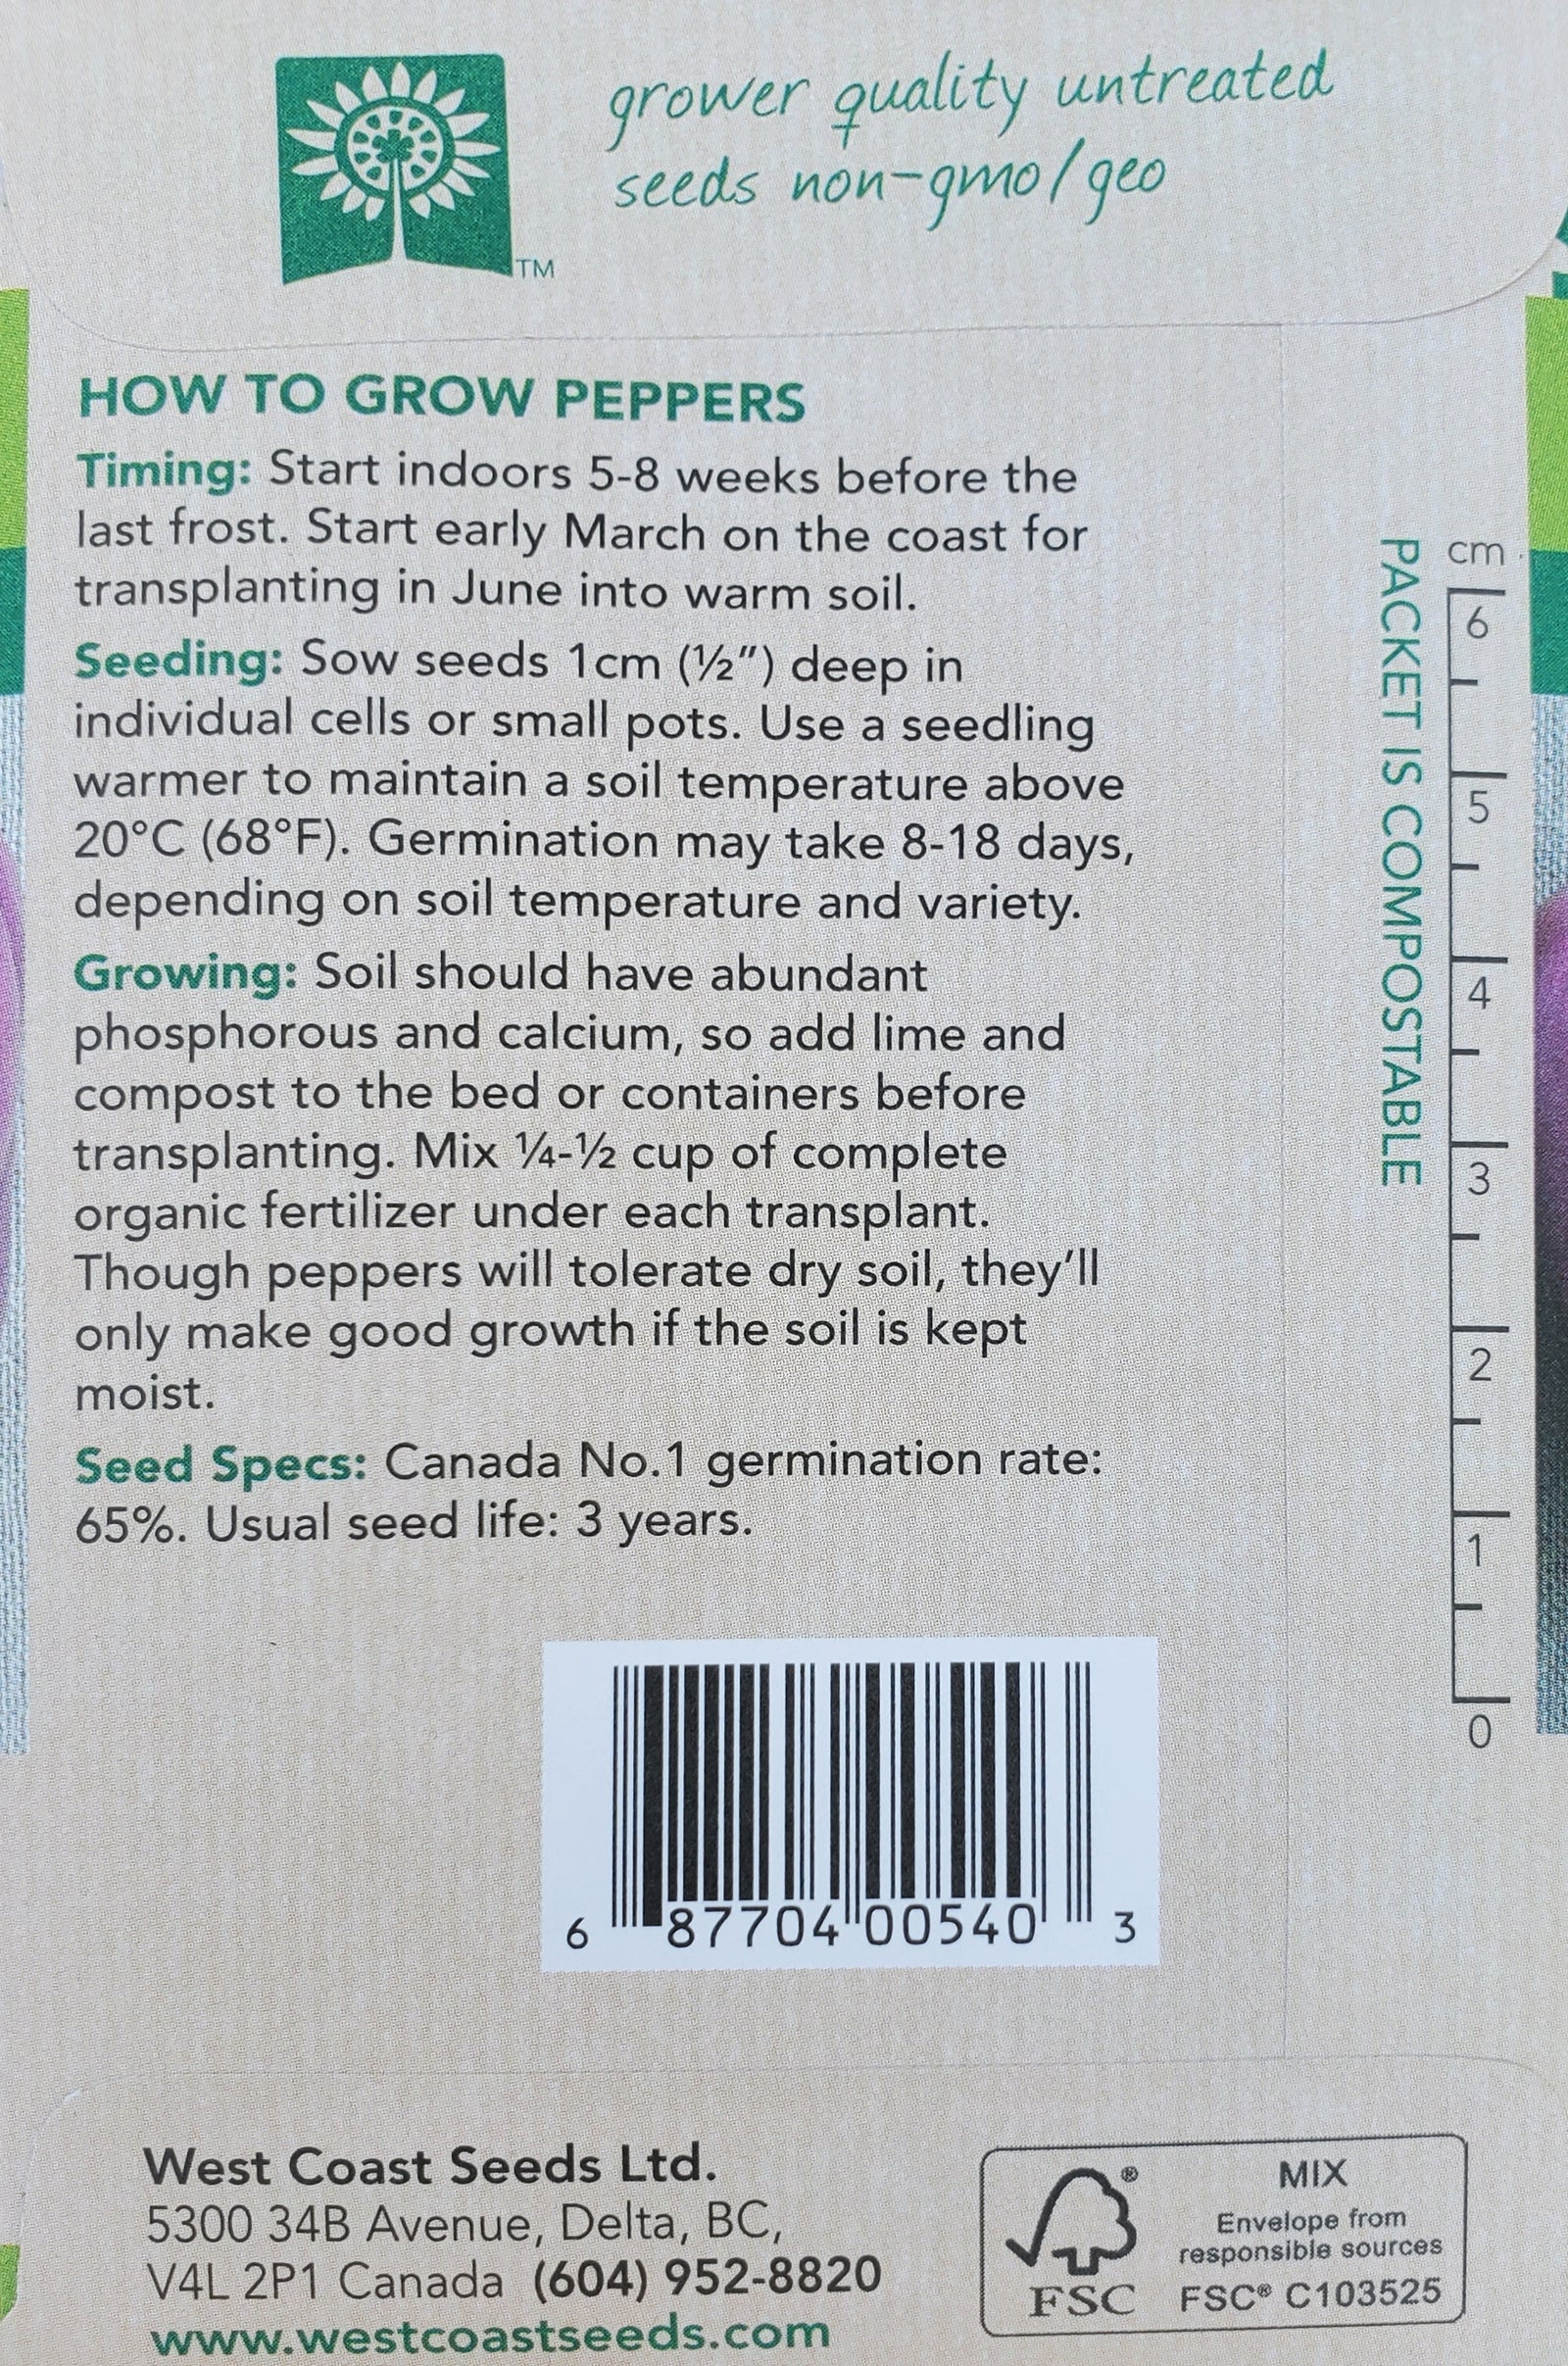 grower quality untreated
seeds non-gmo/geo
TM
HOW TO GROW PEPPERS
Timing: Start indoors 5-8 weeks before the
last frost. Start early March on the coast for
transplanting in June into warm soil.
Seeding: Sow seeds 1cm (½") deep in
individual cells or small pots. Use a seedling
warmer to maintain a soil temperature above
20°C (68°F). Germination may take 8-18 days,
depending on soil temperature and variety.
Growing: Soil should have abundant
phosphorous and calcium, so add lime and
compost to the bed or containers before
transplanting. Mix ¼-½ cup of complete
organic fertilizer under each transplant.
Though peppers will tolerate dry soil, they'll
only make good growth if the soil is kept
moist.
Seed Specs: Canada No.1 germination rate:
65%. Usual seed life: 3 years.
PACKET IS COMPOSTABLE
cm
6
5
4
3
2
1
0
6 87704 00540 3
West Coast Seeds Ltd.
5300 34B Avenue, Delta, BC,
V4L 2P1 Canada (604) 952-8820
www.westcoastseeds.com
®
FSC
MIX
Envelope from
responsible sources
FSC® C103525